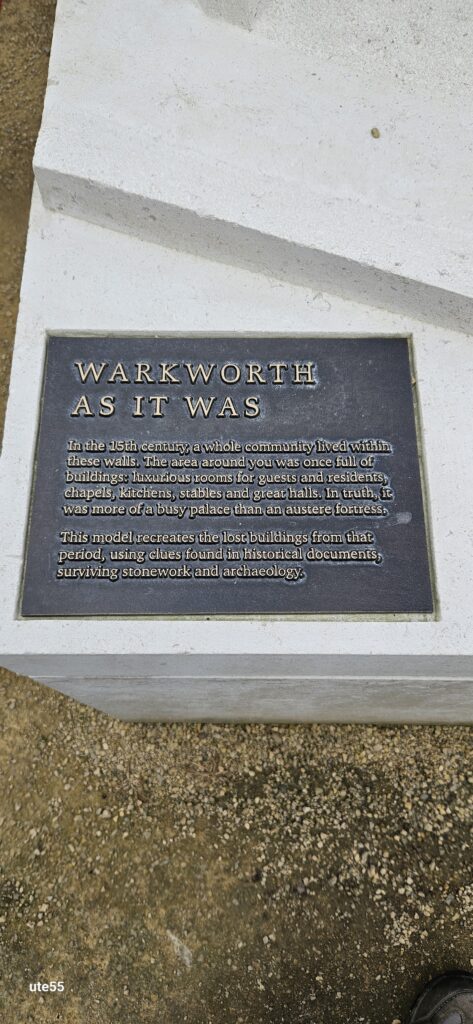 WARKWORTH
AS IT WAS
In the 15th century, a whole community lived within
these walls. The area around you was once full of
buildings: luxurious rooms for guests and residents,
chapels, kitchens, stables and great halls. In truth, it
was more of a busy palace than an austere fortress.
This model recreates the lost buildings from that
period, using clues found in historical documents,
surviving stonework and archaeology.
ute55